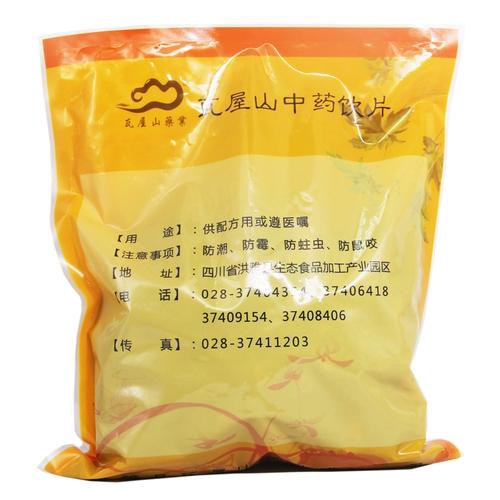 瓦屋山藥業
瓦屋山中药饮片
【用 途】：供配方用或遵医嘱
【注意事项】：防潮、防霉、防蛀虫、防鼠咬
【地 址】：四川省洪雅县生态食品加工产业园区
【电 话】：028-37404354、37406418
37409154、37408406
【传 真】：028-37411203